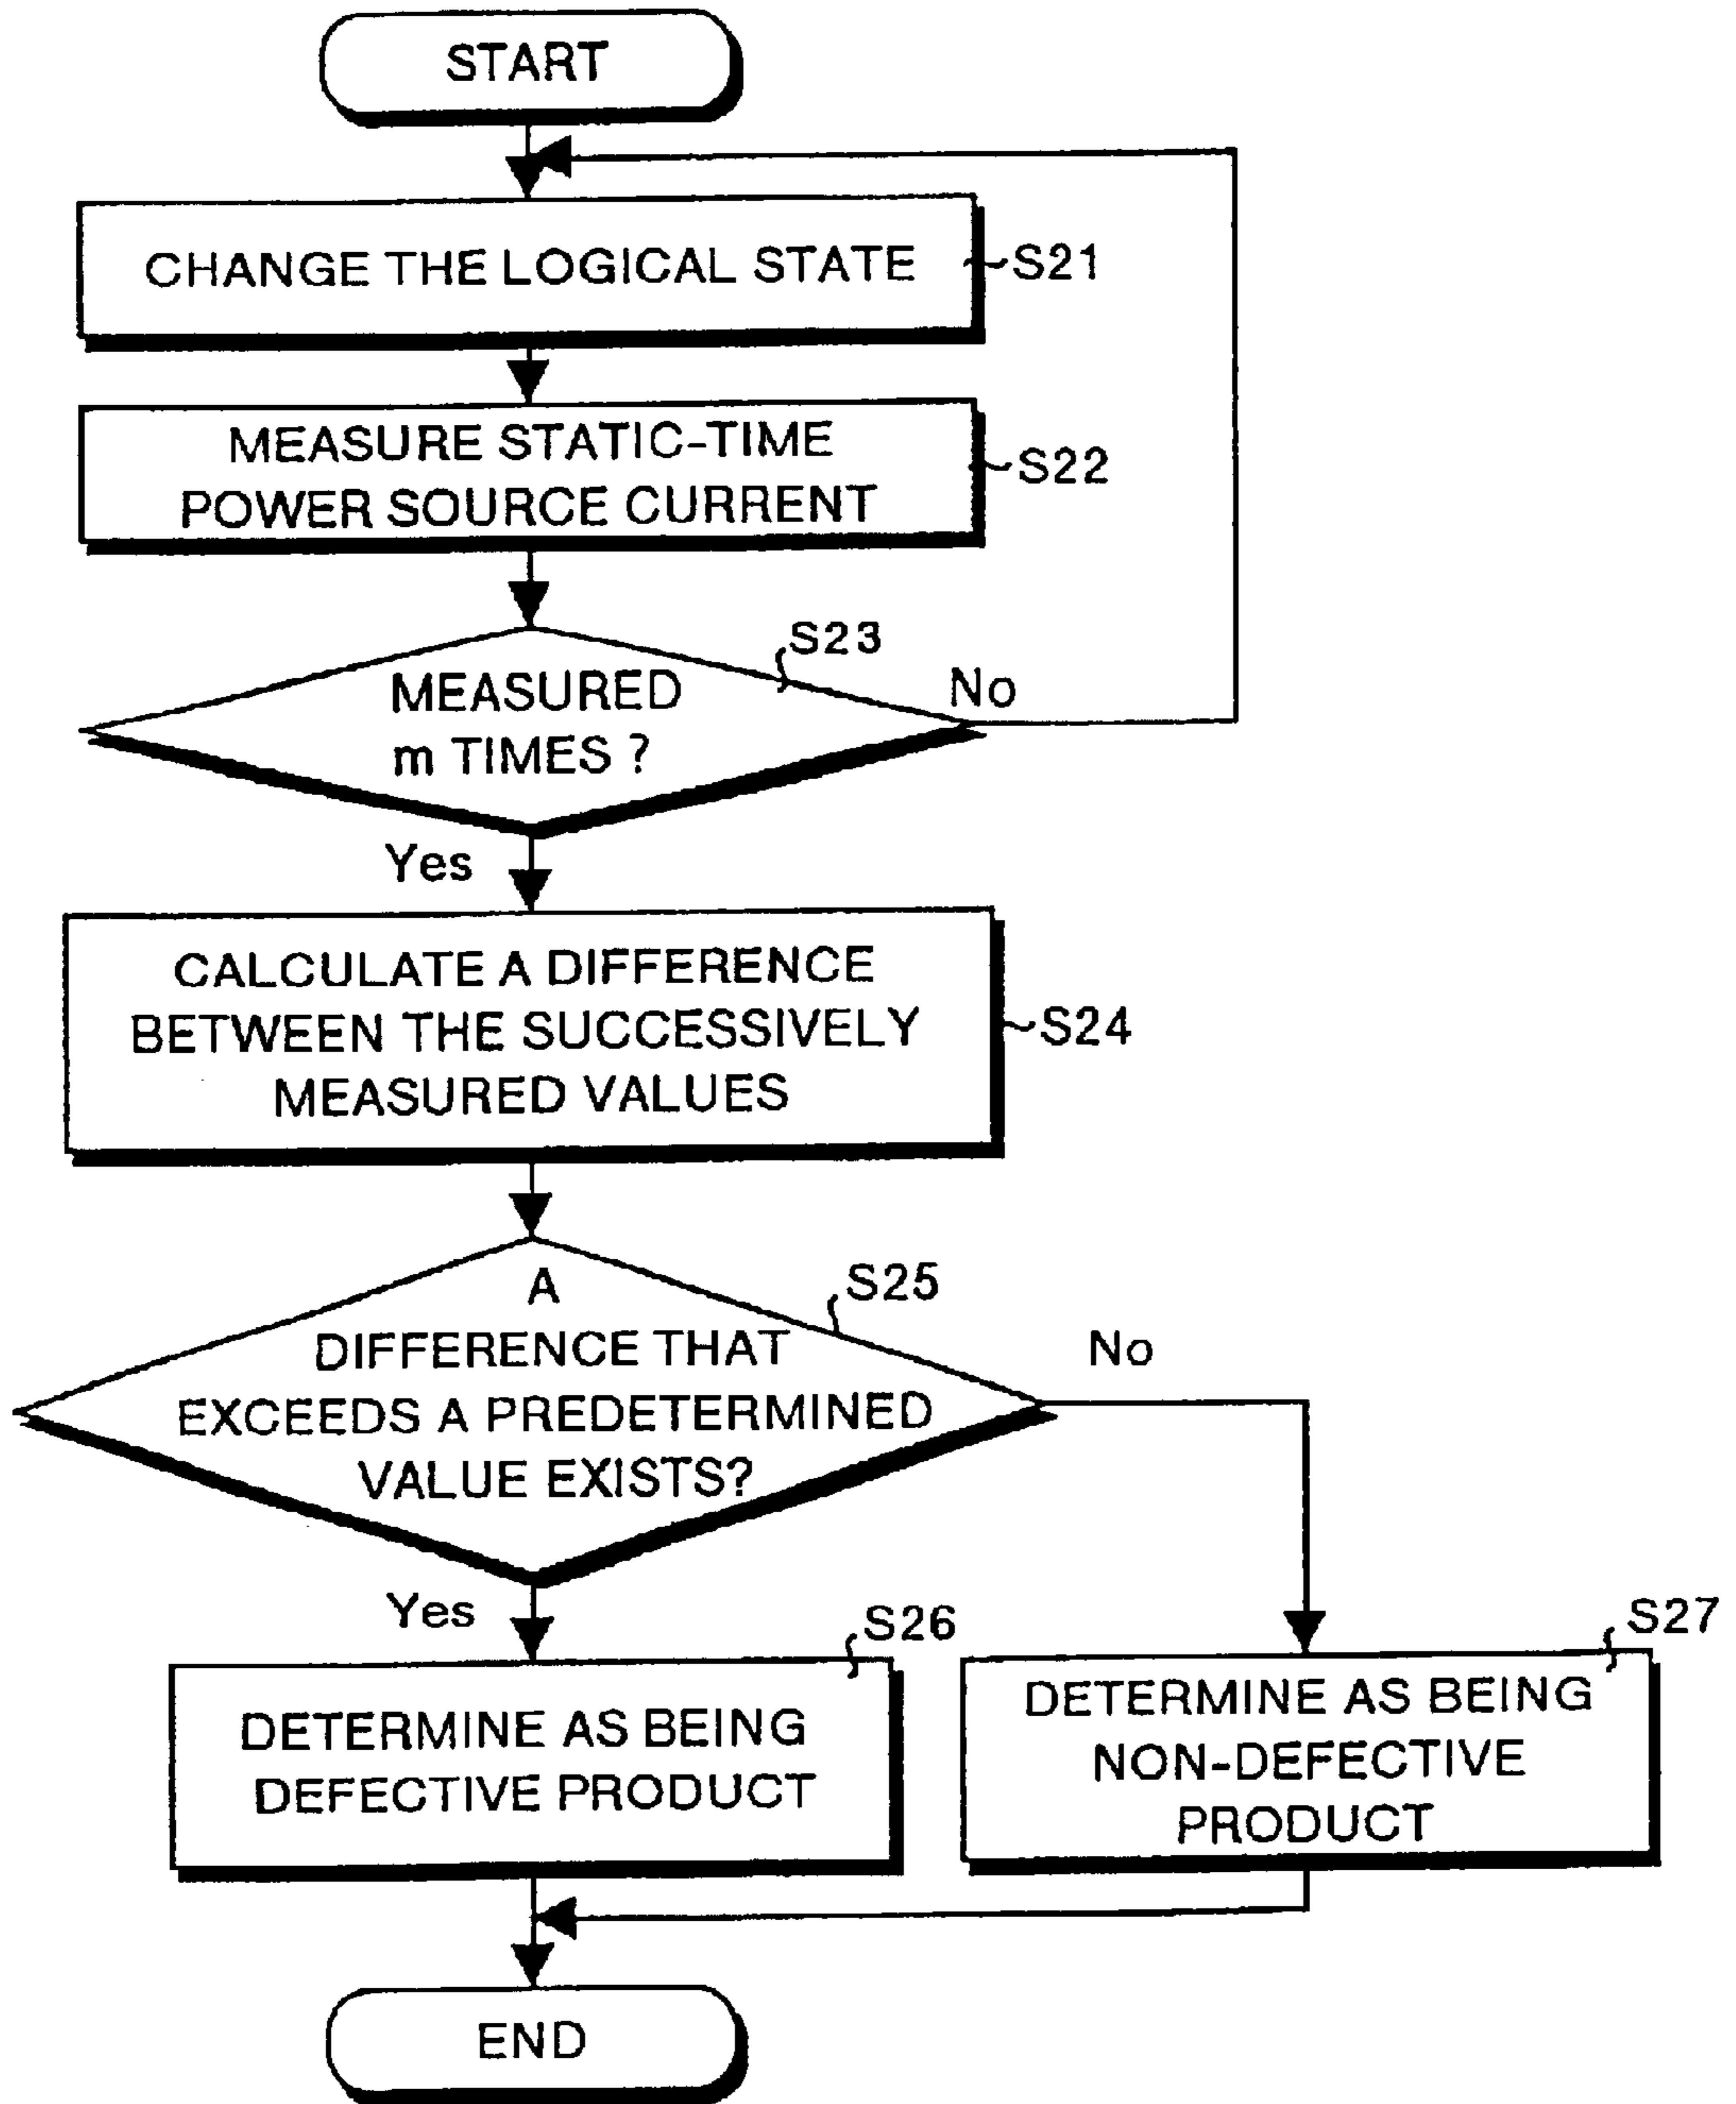 START
CHANGE THE LOGICAL STATE
S21
MEASURE STATIC-TIME
POWER SOURCE CURRENT
S22
S23
MEASURED
m TIMES ?
No
Yes
CALCULATE A DIFFERENCE
BETWEEN THE SUCCESSIVELY
MEASURED VALUES
S24
A
DIFFERENCE THAT
EXCEEDS A PREDETERMINED
VALUE EXISTS?
S25
No
Yes
S26
DETERMINE AS BEING
DEFECTIVE PRODUCT
S27
DETERMINE AS BEING
NON-DEFECTIVE
PRODUCT
END